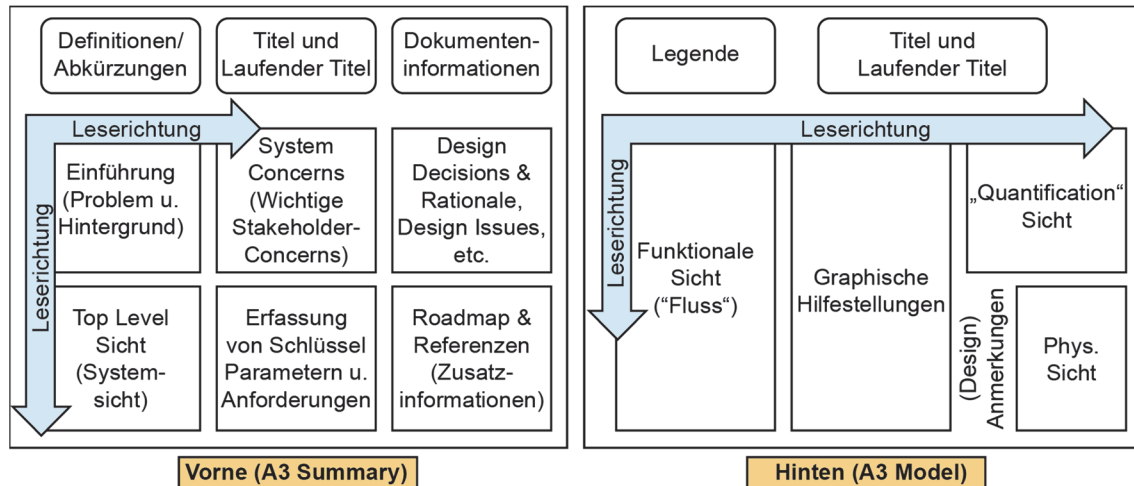 Definitionen/
Abkürzungen
Titel und
Laufender Titel
Dokumenten-
informationen
Leserichtung
Leserichtung
Einführung
(Problem u.
Hintergrund)
System
Concerns
(Wichtige
Stakeholder-
Concerns)
Design
Decisions &
Rationale,
Design Issues,
etc.
Top Level
Sicht
(System-
sicht)
Erfassung
von Schlüssel
Parametern u.
Anforderungen
Roadmap &
Referenzen
(Zusatz-
informationen)
Vorne (A3 Summary)
Legende
Titel und
Laufender Titel
Leserichtung
Leserichtung
Funktionale
Sicht
(“Fluss“)
Graphische
Hilfestellungen
„Quantification“
Sicht
(Design)
Anmerkungen
Phys.
Sicht
Hinten (A3 Model)